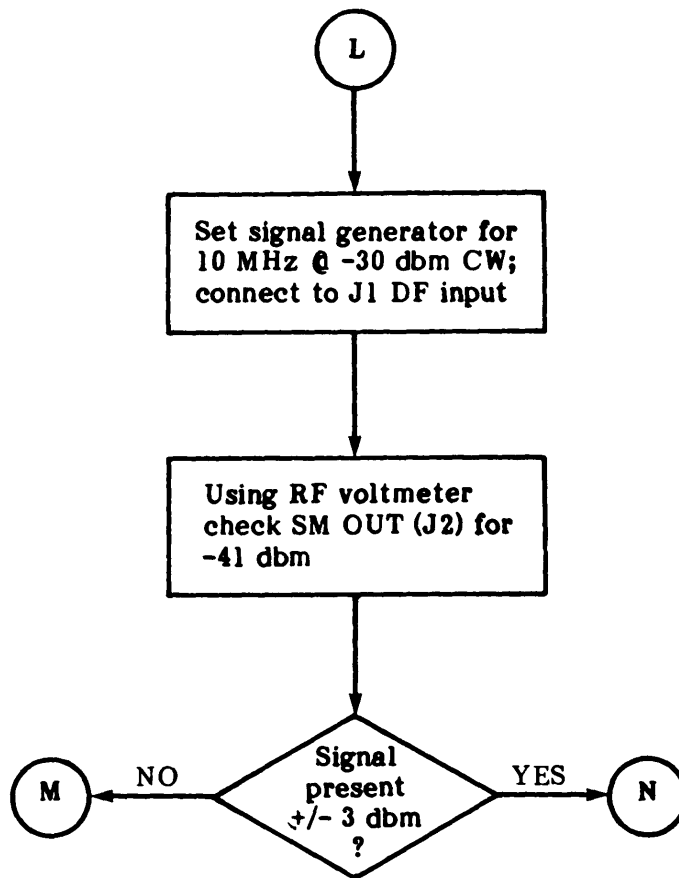 L
Set signal generator for
10 MHz @ -30 dbm CW;
connect to J1 DF input
Using RF voltmeter
check SM OUT (J2) for
-41 dbm
Signal
present
+/- 3 dbm
?
NO
YES
M
N